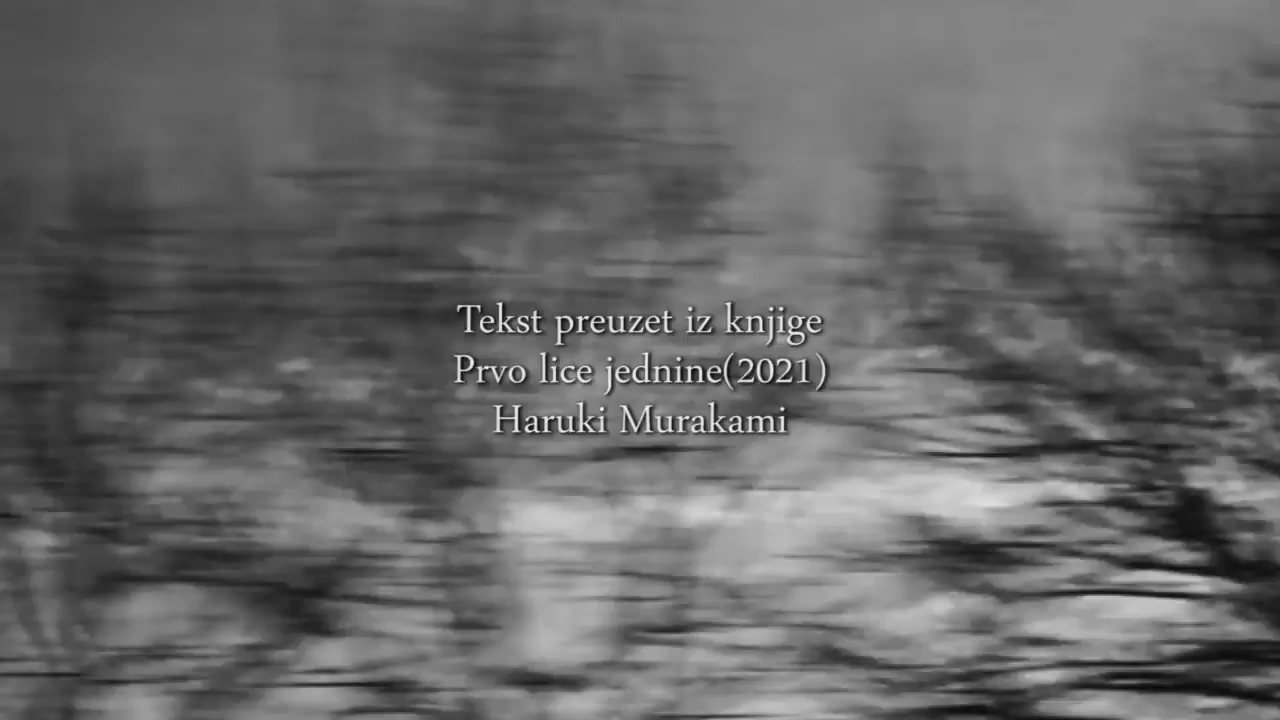 Tekst preuzet iz knjige
Prvo lice jednine(2021)
Haruki Murakami